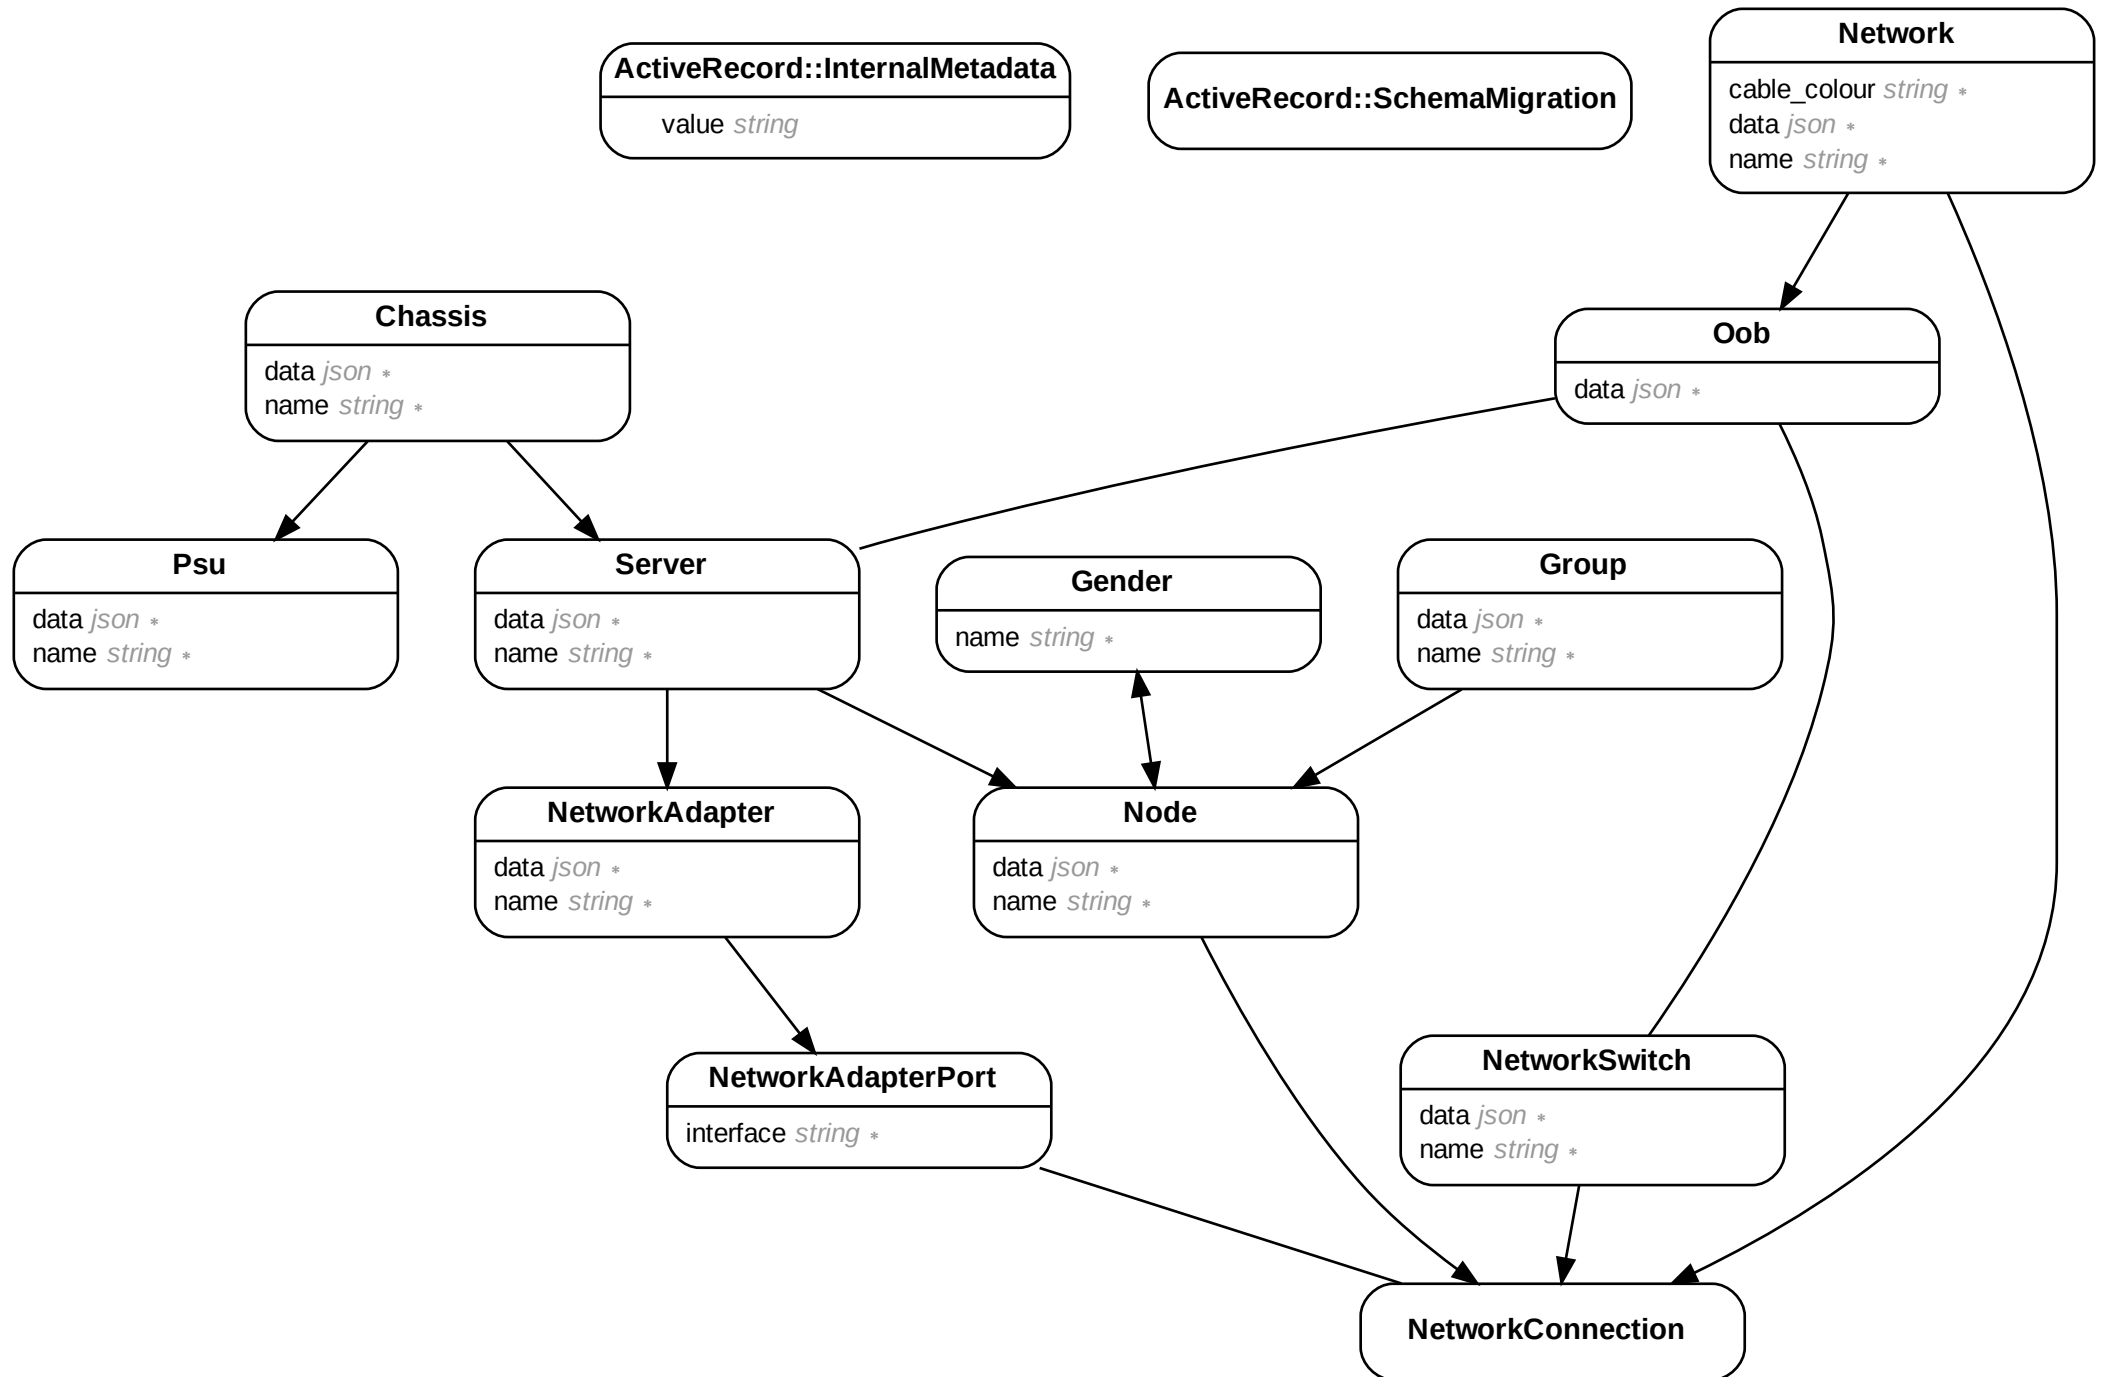 Network
cable_colour string *
data json *
name string *
ActiveRecord::InternalMetadata
value string
ActiveRecord::SchemaMigration
Chassis
data json *
name string *
Oob
data json *
Psu
data json *
name string *
Server
data json *
name string *
Gender
name string *
Group
data json *
name string *
NetworkAdapter
data json *
name string *
Node
data json *
name string *
NetworkAdapterPort
interface string *
NetworkSwitch
data json *
name string *
NetworkConnection